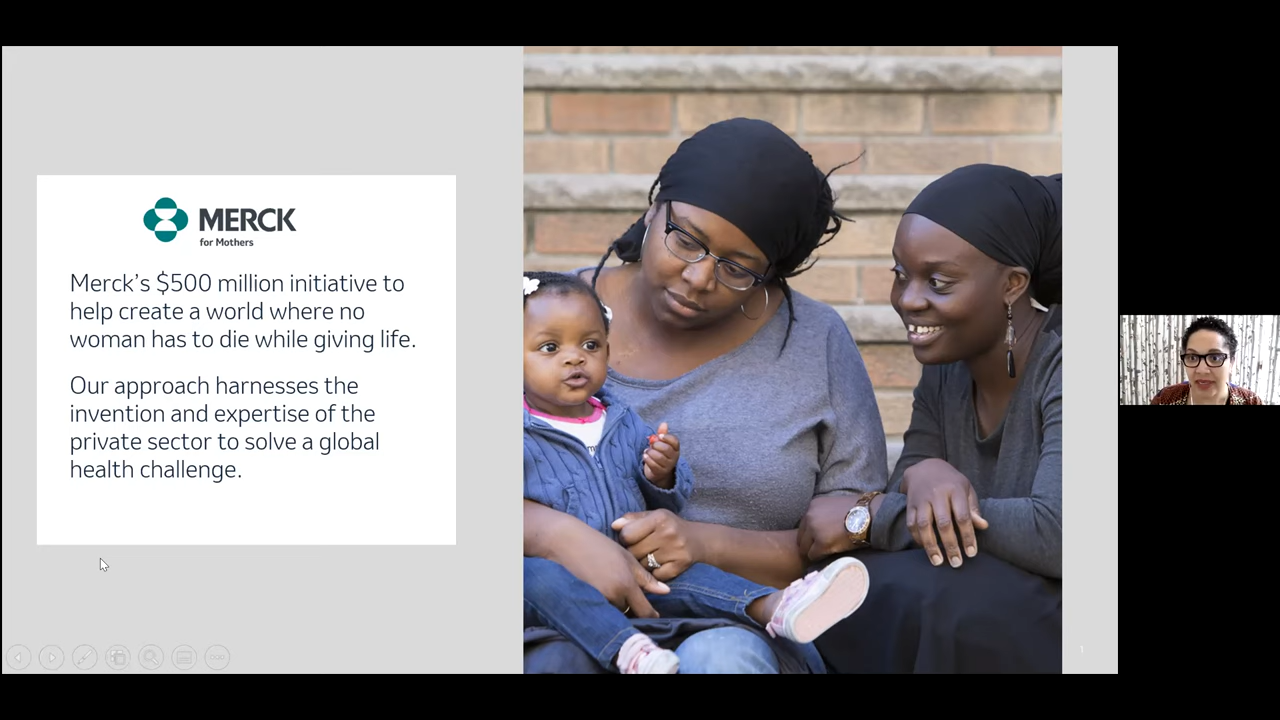 MERCK
for Mothers
Merck's $500 million initiative to
help create a world where no
woman has to die while giving life.
Our approach harnesses the
invention and expertise of the
private sector to solve a global
health challenge.
1